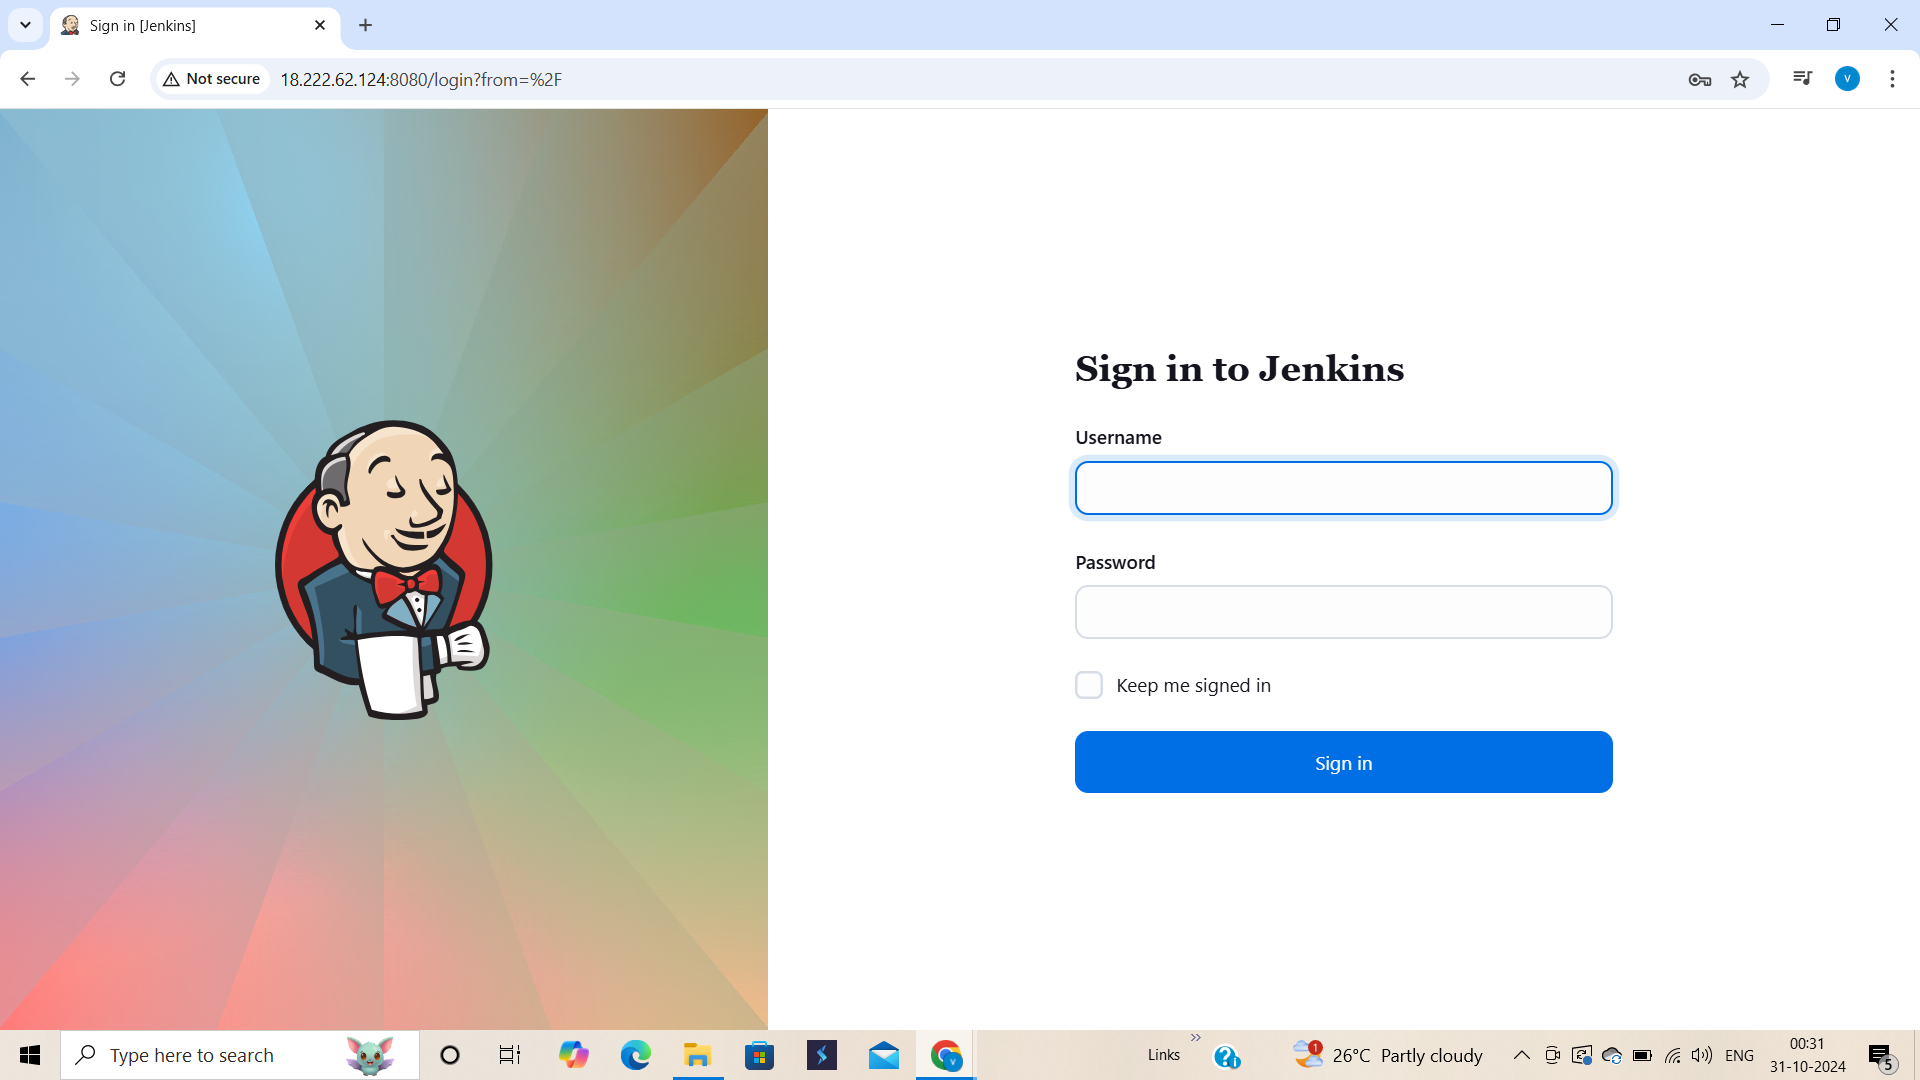 Sign in [Jenkins]
Not secure
18.222.62.124:8080/login?from=%2F
V
Sign in to Jenkins
Username
Password
Keep me signed in
Sign in
Type here to search
V
Links
1
26°C Partly cloudy
ENG
00:31
31-10-2024
5